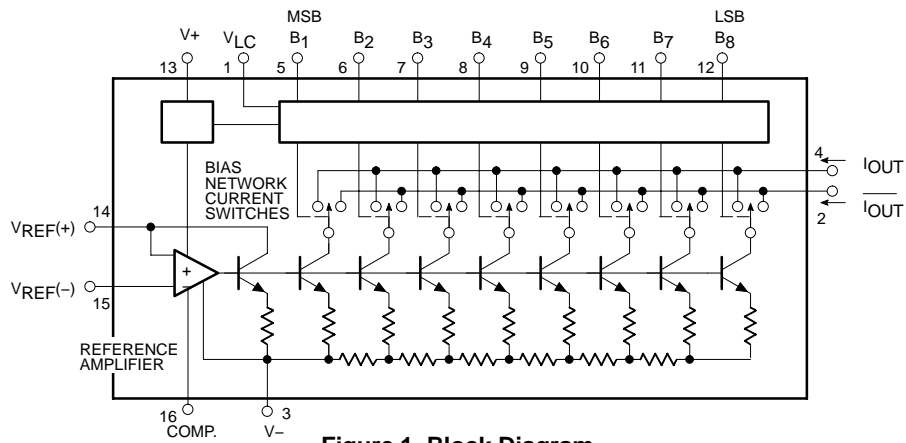 MSB LSB
V+ VLC B1 B2 B3 B4 B5 B6 B7 B8
13 1 5 6 7 8 9 10 11 12
4 IOUT
BIAS
NETWORK
CURRENT
SWITCHES
IOUT
2
14
VREF(+)
+
VREF(−)
−
15
REFERENCE
AMPLIFIER
16 3
COMP. V−
Figure 1. Block Diagram